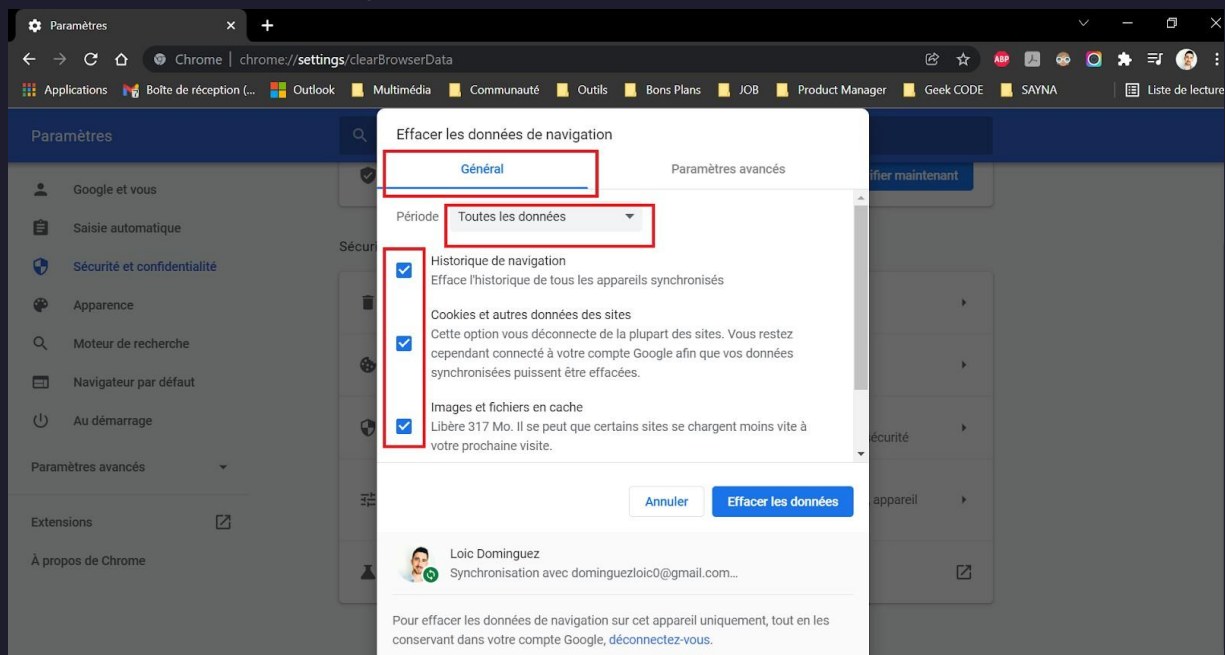 Paramètres
Chrome | chrome://settings/clearBrowserData
ABP
Applications
Boîte de réception (...
Outlook
Multimédia
Communauté
Outils
Bons Plans
JOB
Product Manager
Geek CODE
SAYNA
Liste de lecture
Paramètres
Google et vous
Saisie automatique
Sécurité et confidentialité
Apparence
Moteur de recherche
Navigateur par défaut
Au démarrage
Paramètres avancés
Extensions
À propos de Chrome
ifier maintenant
Sécuri
écurité
appareil
Effacer les données de navigation
Général
Paramètres avancés
Période
Toutes les données
Historique de navigation
Efface l'historique de tous les appareils synchronisés
Cookies et autres données des sites
Cette option vous déconnecte de la plupart des sites. Vous restez
cependant connecté à votre compte Google afin que vos données
synchronisées puissent être effacées.
Images et fichiers en cache
Libère 317 Mo. Il se peut que certains sites se chargent moins vite à
votre prochaine visite.
Annuler
Effacer les données
Loic Dominguez
Synchronisation avec dominguezloic0@gmail.com...
Pour effacer les données de navigation sur cet appareil uniquement, tout en les
conservant dans votre compte Google, déconnectez-vous.